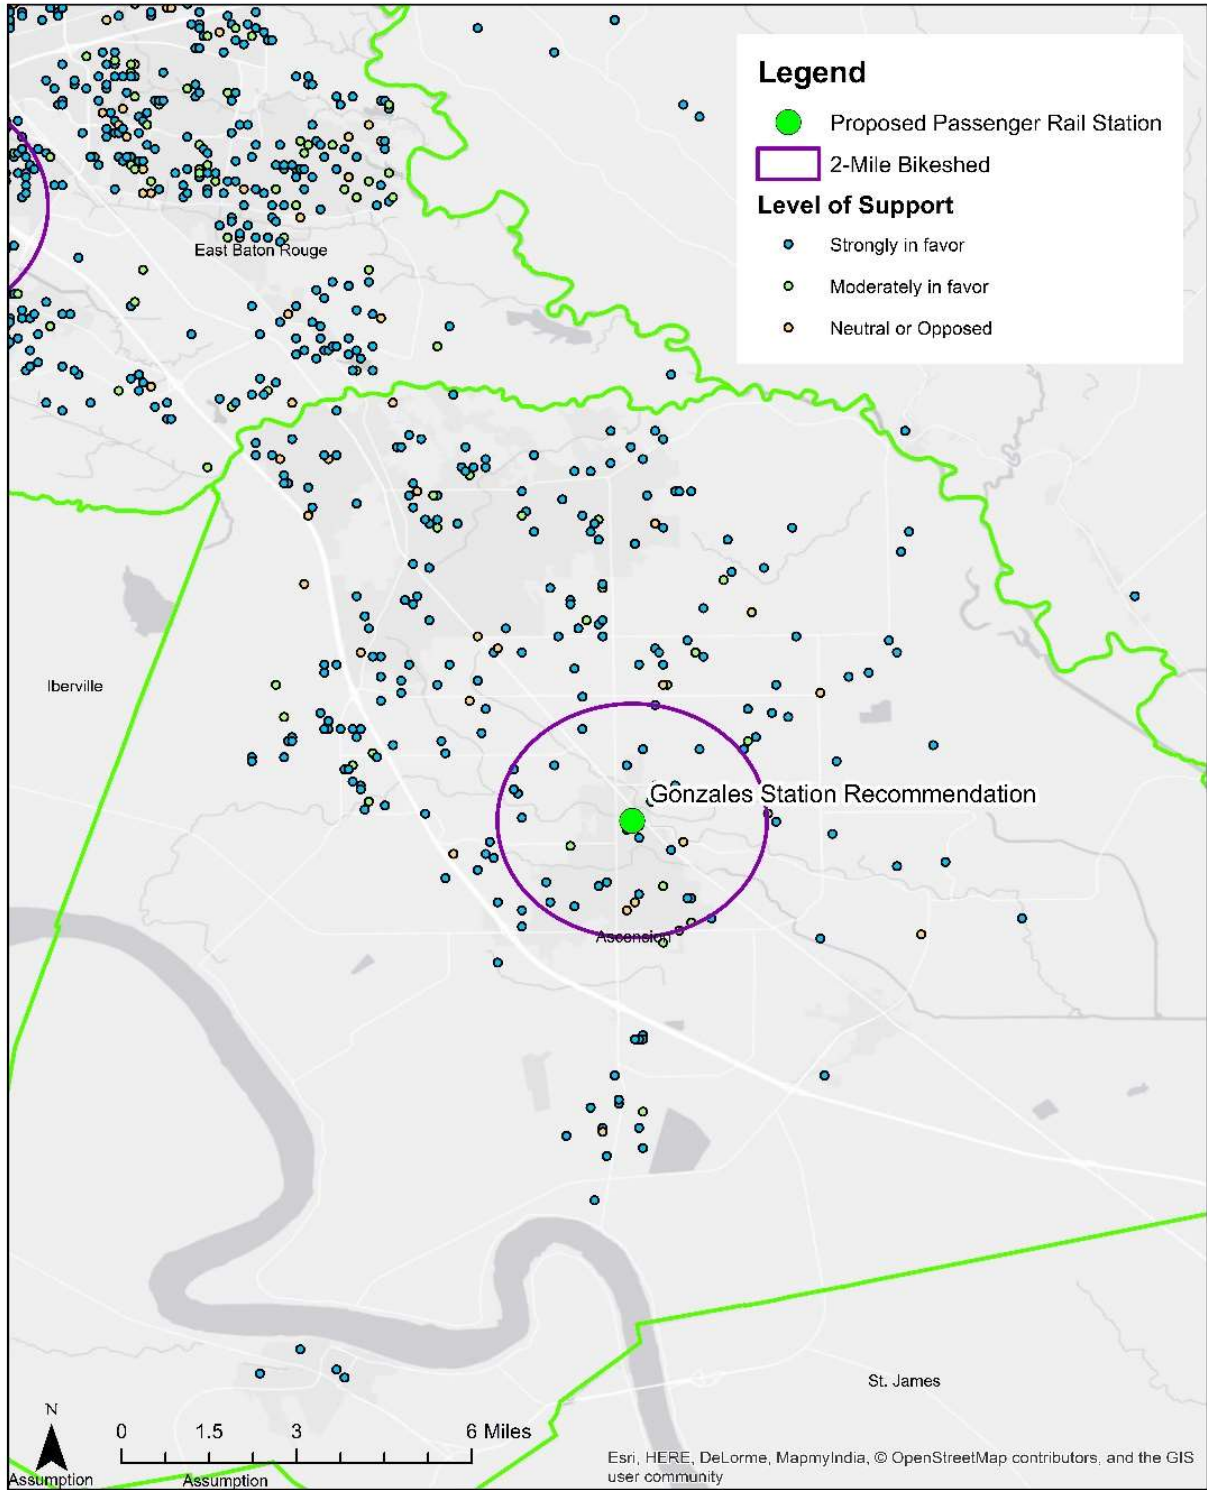 Legend
Proposed Passenger Rail Station
2-Mile Bikeshed
Level of Support
Strongly in favor
Moderately in favor
Neutral or Opposed
East Baton Rouge
Iberville
Gonzales Station Recommendation
Ascension
St. James
N
0 1.5 3 6 Miles
Assumption
Assumption
Esri, HERE, DeLorme, MapmyIndia, © OpenStreetMap contributors, and the GIS
user community